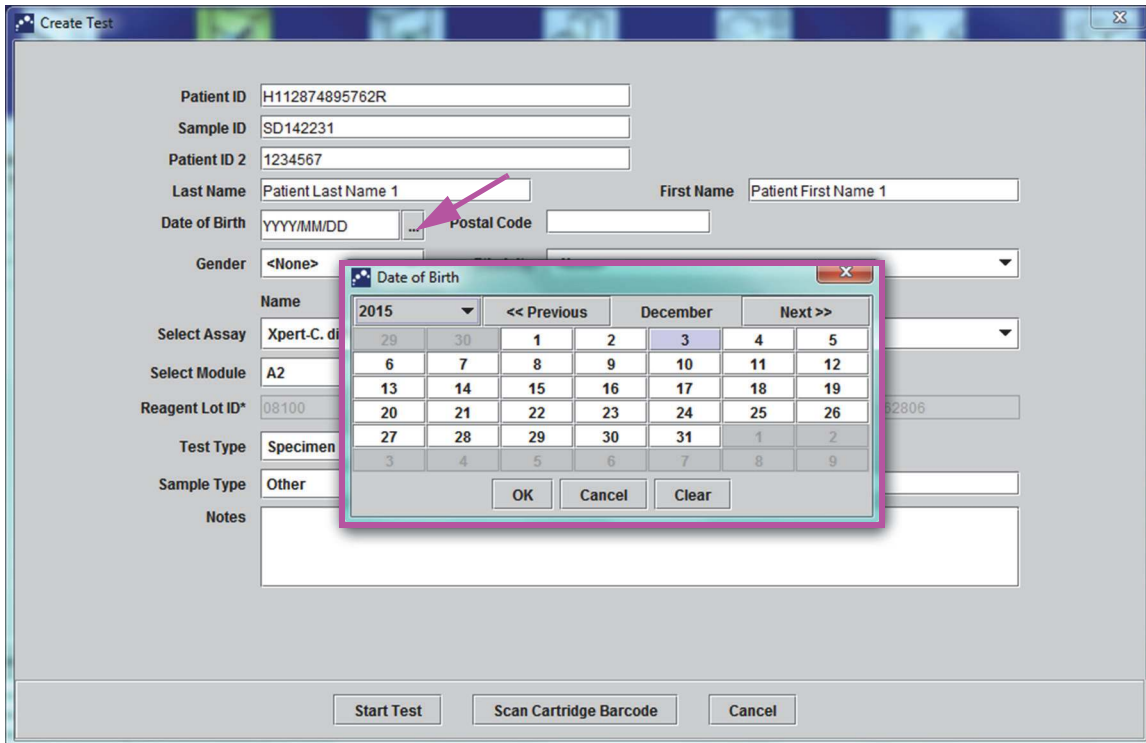 Create Test
Patient ID H112874895762R
Sample ID SD142231
Patient ID 2 1234567
Last Name Patient Last Name 1 First Name Patient First Name 1
Date of Birth YYYY/MM/DD ... Postal Code
Gender <None>
Name
Select Assay Xpert-C. di
Select Module A2
Reagent Lot ID* 08100 52806
Test Type Specimen
Sample Type Other
Notes
Date of Birth
2015 << Previous December Next >>
29 30 1 2 3 4 5
6 7 8 9 10 11 12
13 14 15 16 17 18 19
20 21 22 23 24 25 26
27 28 29 30 31 1 2
3 4 5 6 7 8 9
OK Cancel Clear
Start Test Scan Cartridge Barcode Cancel